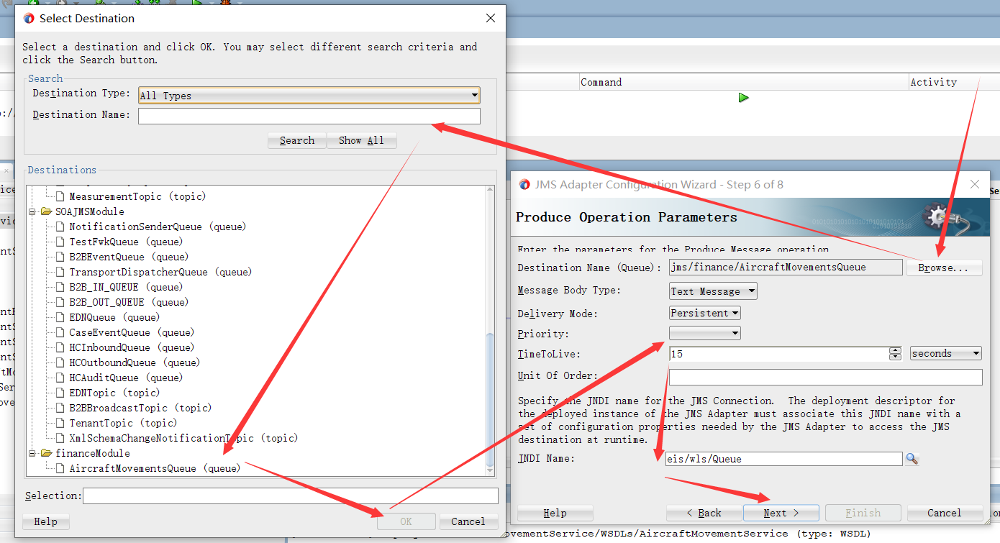 Select Destination
Select a destination and click OK. You may select different search criteria and
click the Search button.
Search
Destination Type: All Types
Destination Name:
Search Show All
Destinations
MeasurementTopic (topic)
SOAJMSModule
NotificationSenderQueue (queue)
TestFwkQueue (queue)
B2BEventQueue (queue)
TransportDispatcherQueue (queue)
B2B_IN_QUEUE (queue)
B2B_OUT_QUEUE (queue)
EDNQueue (queue)
CaseEventQueue (queue)
HCInboundQueue (queue)
HCOutboundQueue (queue)
HCAuditQueue (queue)
EDNTopic (topic)
B2BBroadcastTopic (topic)
TenantTopic (topic)
XmlSchemaChangeNotificationTopic (topic)
financeModule
AircraftMovementsQueue (queue)
Selection:
Help OK Cancel
Command Activity
JMS Adapter Configuration Wizard - Step 6 of 8
Produce Operation Parameters
Enter the parameters for the Produce Message operation
Destination Name (Queue): jms/finance/AircraftMovementsQueue Browse...
Message Body Type: Text Message
Delivery Mode: Persistent
Priority:
TimeToLive: 15 seconds
Unit Of Order:
Specify the JNDI name for the JMS Connection. The deployment descriptor for
the deployed instance of the JMS Adapter must associate this JNDI name with a
set of configuration properties needed by the JMS Adapter to access the JMS
destination at runtime.
JNDI Name: eis/wls/Queue
Help < Back Next > Finish Cancel
ovementService/WSDLs/AircraftMovementService (type: WSDL)